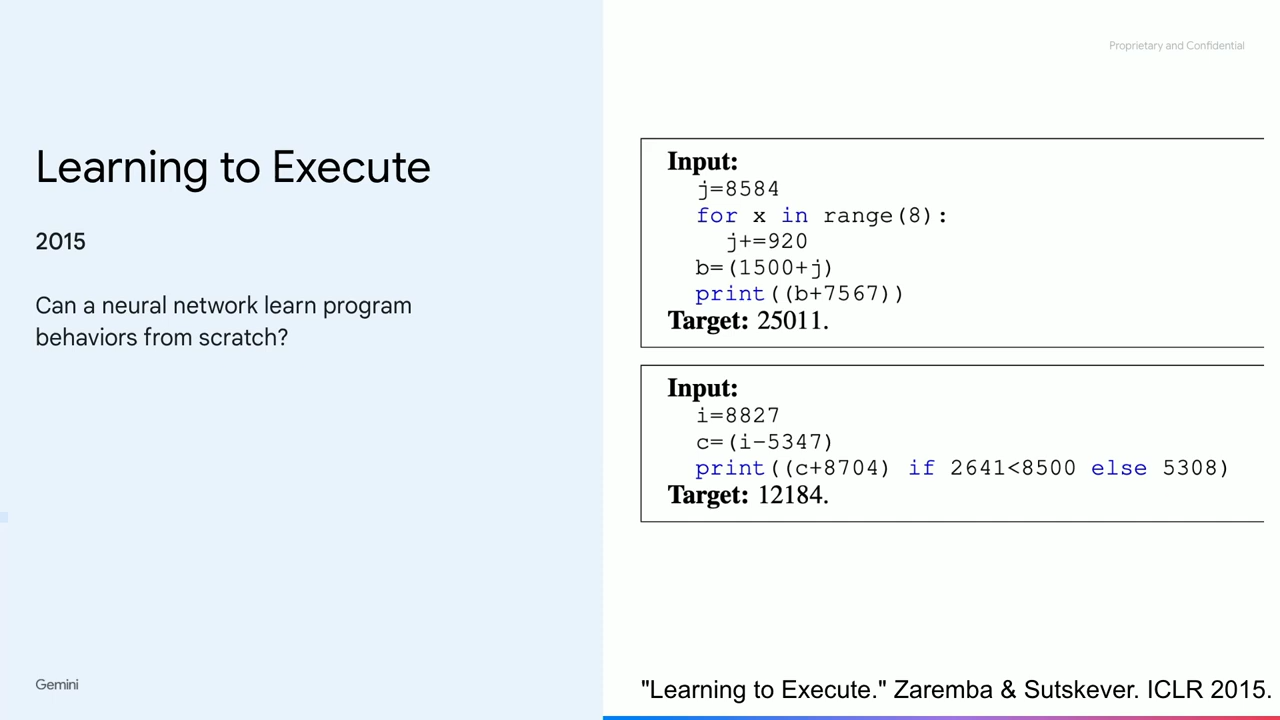 Proprietary and Confidential
Learning to Execute
2015
Can a neural network learn program
behaviors from scratch?
Input:
j=8584
for x in range(8):
j+=920
b=(1500+j)
print((b+7567))
Target: 25011.
Input:
i=8827
c=(i-5347)
print((c+8704) if 2641<8500 else 5308)
Target: 12184.
Gemini
"Learning to Execute." Zaremba & Sutskever. ICLR 2015.